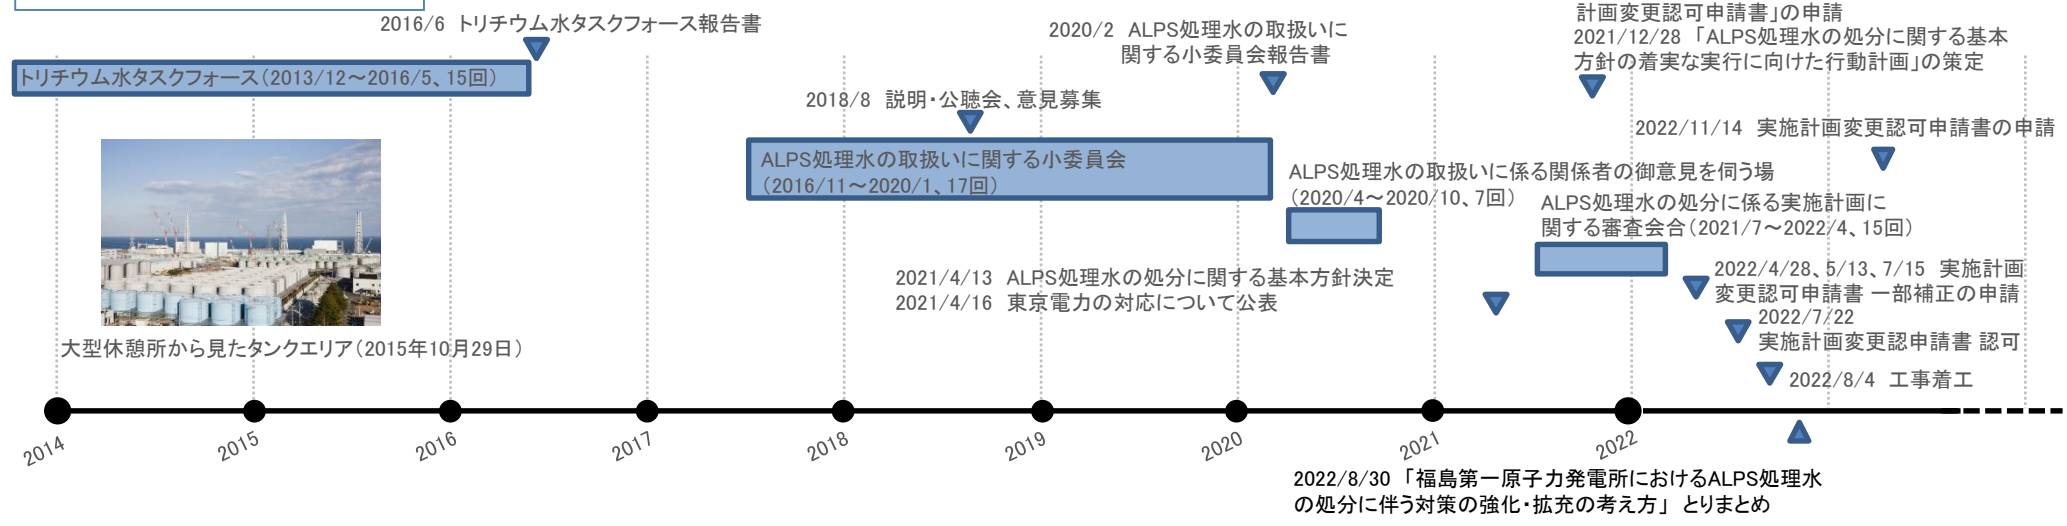 2016/6 トリチウム水タスクフォース報告書
トリチウム水タスクフォース（2013/12～2016/5、15回）
2020/2 ALPS処理水の取扱いに
関する小委員会報告書
計画変更認可申請書」の申請
2021/12/28 「ALPS処理水の処分に関する基本
方針の着実な実行に向けた行動計画」の策定
2018/8 説明・公聴会、意見募集
2022/11/14 実施計画変更認可申請書の申請
ALPS処理水の取扱いに関する小委員会
（2016/11～2020/1、17回）
ALPS処理水の取扱いに係る関係者の御意見を伺う場
（2020/4～2020/10、7回）
ALPS処理水の処分に係る実施計画に
関する審査会合（2021/7～2022/4、15回）
2021/4/13 ALPS処理水の処分に関する基本方針決定
2021/4/16 東京電力の対応について公表
2022/4/28、5/13、7/15 実施計画
変更認可申請書 一部補正の申請
2022/7/22
実施計画変更認申請書 認可
2022/8/4 工事着工
大型休憩所から見たタンクエリア（2015年10月29日）
2014
2015
2016
2017
2018
2019
2020
2021
2022
2022/8/30 「福島第一原子力発電所におけるALPS処理水
の処分に伴う対策の強化・拡充の考え方」 とりまとめ